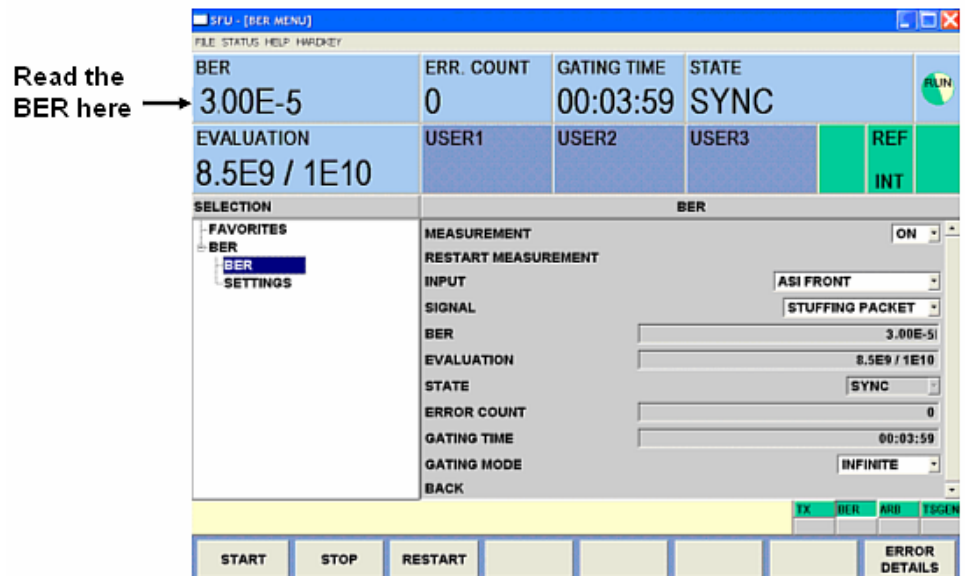 SFU - [BER MENU]
FILE STATUS HELP HARDKEY
Read the
BER here
BER
3.00E-5
ERR. COUNT
0
GATING TIME
00:03:59
STATE
SYNC
RUN
EVALUATION
8.5E9 / 1E10
USER1
USER2
USER3
REF
INT
SELECTION
BER
FAVORITES
BER
BER
SETTINGS
MEASUREMENT ON
RESTART MEASUREMENT
INPUT ASI FRONT
SIGNAL STUFFING PACKET
BER 3.00E-5
EVALUATION 8.5E9 / 1E10
STATE SYNC
ERROR COUNT 0
GATING TIME 00:03:59
GATING MODE INFINITE
BACK
TX BER ARB TSGEN
START STOP RESTART ERROR
DETAILS